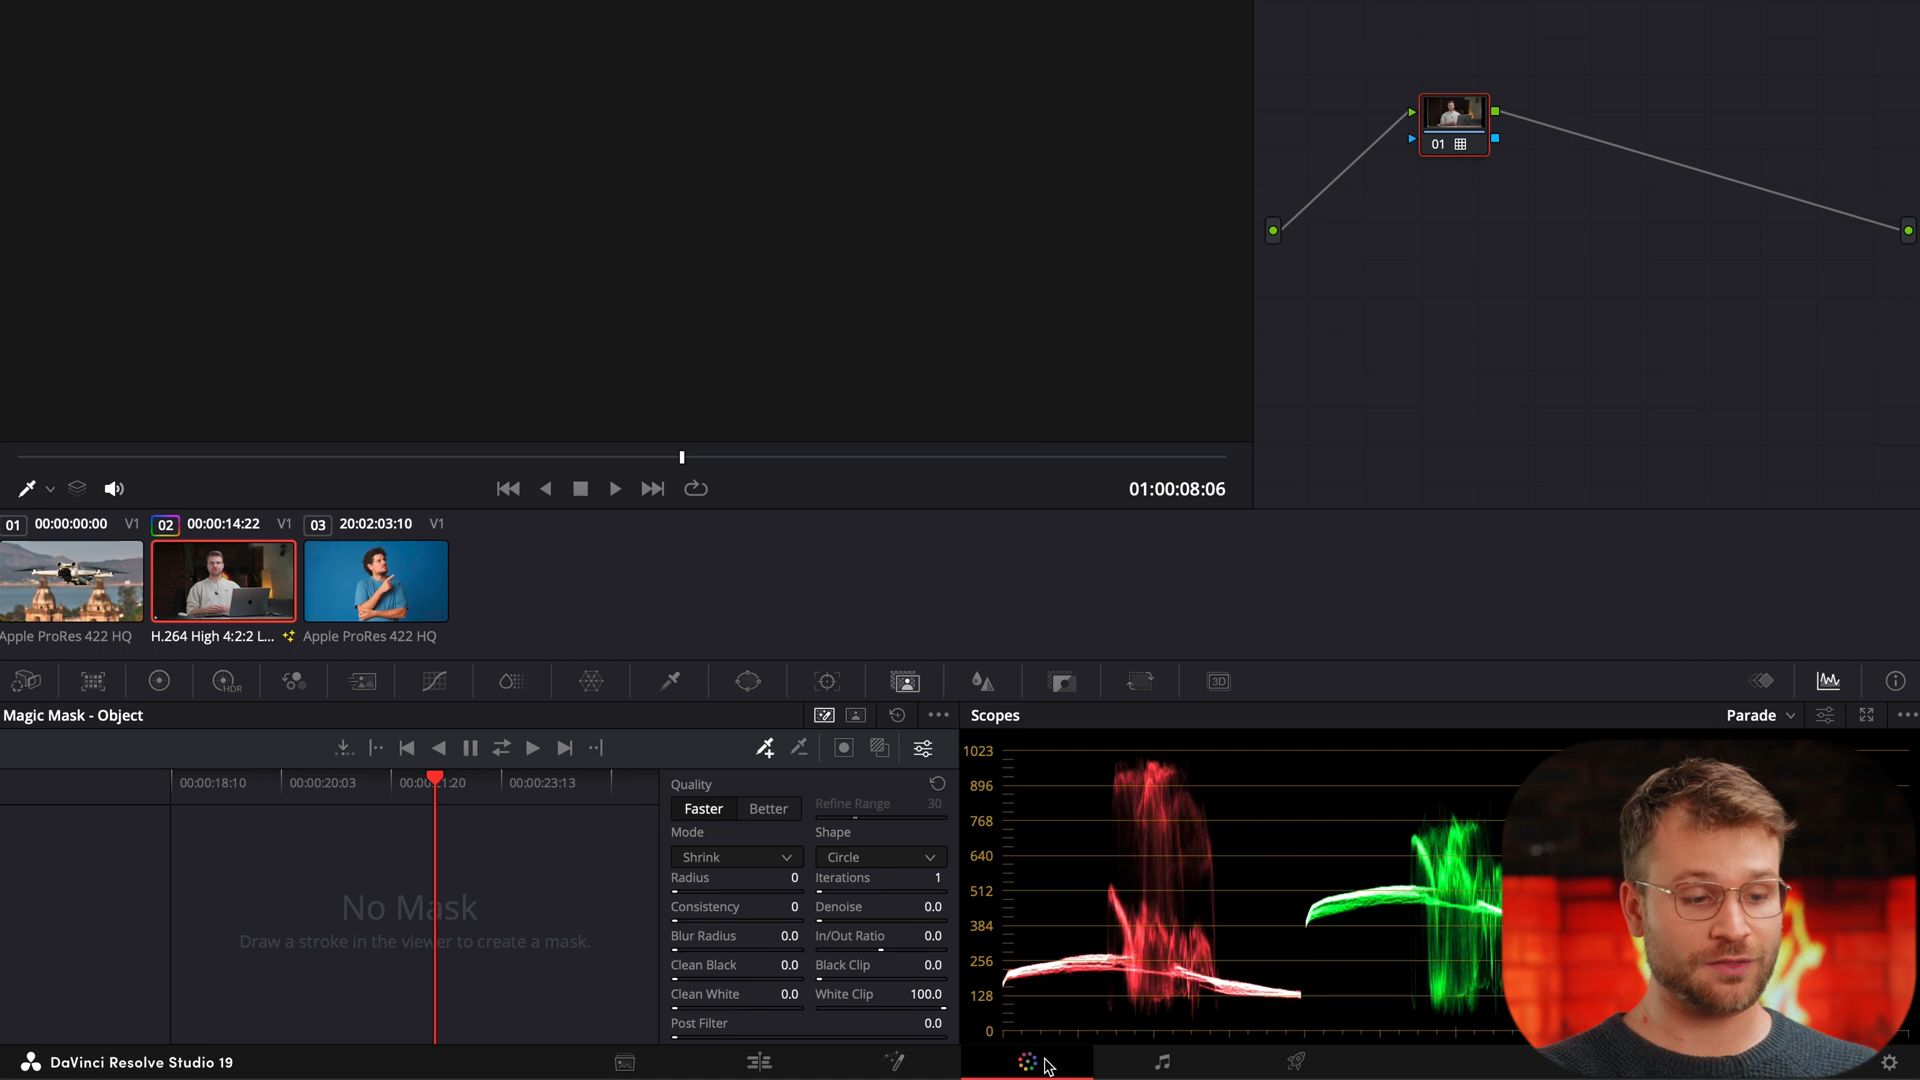 01
01:00:08:06
01 00:00:00:00 V1 02 00:00:14:22 V1 03 20:02:03:10 V1
Apple ProRes 422 HQ H.264 High 4:2:2 L... Apple ProRes 422 HQ
HDR
3D
Magic Mask - Object
Scopes
Parade
00:00:18:10 00:00:20:03 00:00:21:20 00:00:23:13
No Mask
Draw a stroke in the viewer to create a mask.
Quality
Faster Better Refine Range 30
Mode Shape
Shrink Circle
Radius 0 Iterations 1
Consistency 0 Denoise 0.0
Blur Radius 0.0 In/Out Ratio 0.0
Clean Black 0.0 Black Clip 0.0
Clean White 0.0 White Clip 100.0
Post Filter 0.0
1023
896
768
640
512
384
256
128
0
DaVinci Resolve Studio 19